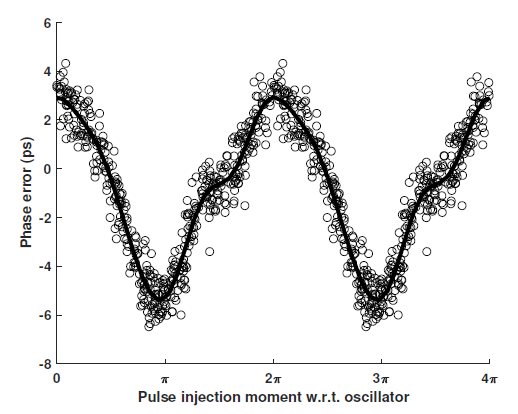 6
4
2
0
-2
-4
-6
-8
Phase error (ps)
0 π 2π 3π 4π
Pulse injection moment w.r.t. oscillator